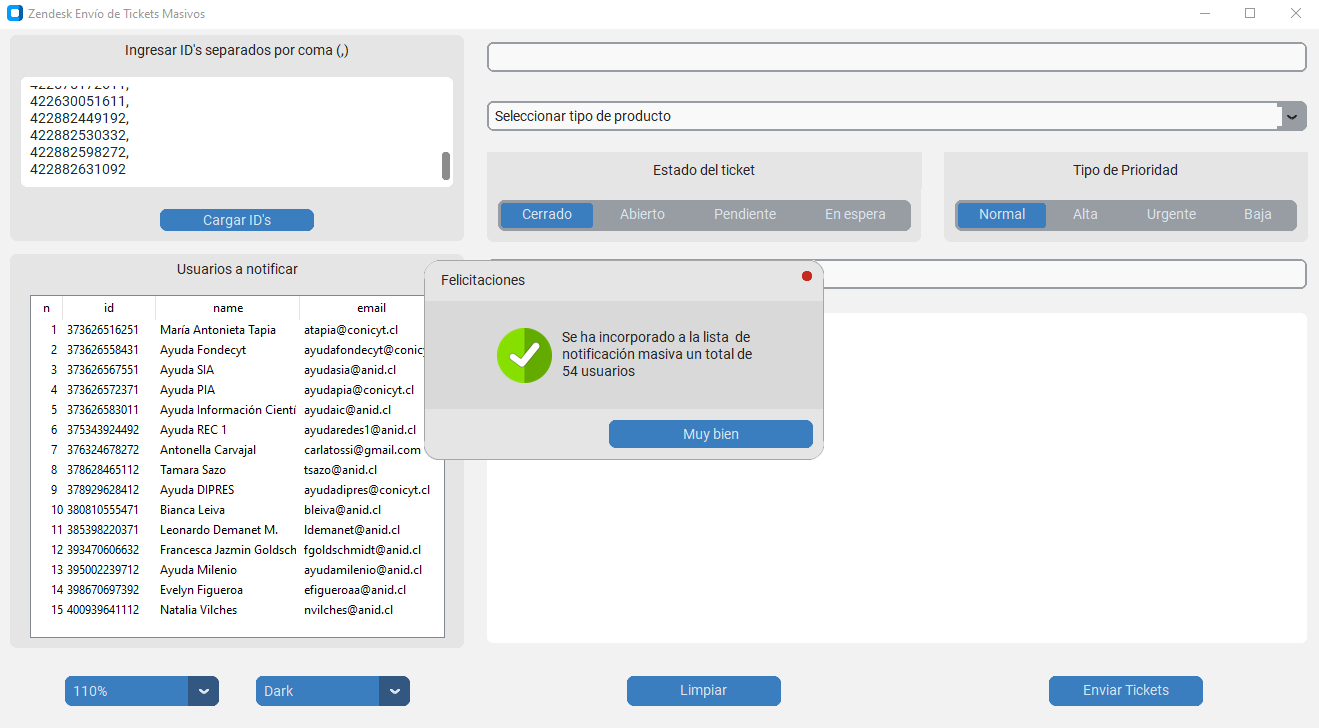 Zendesk Envío de Tickets Masivos
Ingresar ID's separados por coma (,)
422630051611,
422882449192,
422882530332,
422882598272,
422882631092
Cargar ID's
Seleccionar tipo de producto
Estado del ticket
Cerrado Abierto Pendiente En espera
Tipo de Prioridad
Normal Alta Urgente Baja
Usuarios a notificar
n id name email
1 373626516251 María Antonieta Tapia atapia@conicyt.cl
2 373626558431 Ayuda Fondecyt ayudafondecyt@conic
3 373626567551 Ayuda SIA ayudasia@anid.cl
4 373626572371 Ayuda PIA ayudapia@conicyt.cl
5 373626583011 Ayuda Información Cientí ayudaic@anid.cl
6 375343924492 Ayuda REC 1 ayudaredes1@anid.cl
7 376324678272 Antonella Carvajal carlatossi@gmail.com
8 378628465112 Tamara Sazo tsazo@anid.cl
9 378929628412 Ayuda DIPRES ayudadipres@conicyt.cl
10 380810555471 Bianca Leiva bleiva@anid.cl
11 385398220371 Leonardo Demanet M. ldemanet@anid.cl
12 393470606632 Francesca Jazmin Goldsch fgoldschmidt@anid.cl
13 395002239712 Ayuda Milenio ayudamilenio@anid.cl
14 398670697392 Evelyn Figueroa efigueroaa@anid.cl
15 400939641112 Natalia Vilches nvilches@anid.cl
Felicitaciones
Se ha incorporado a la lista de
notificación masiva un total de
54 usuarios
Muy bien
110%
Dark
Limpiar
Enviar Tickets